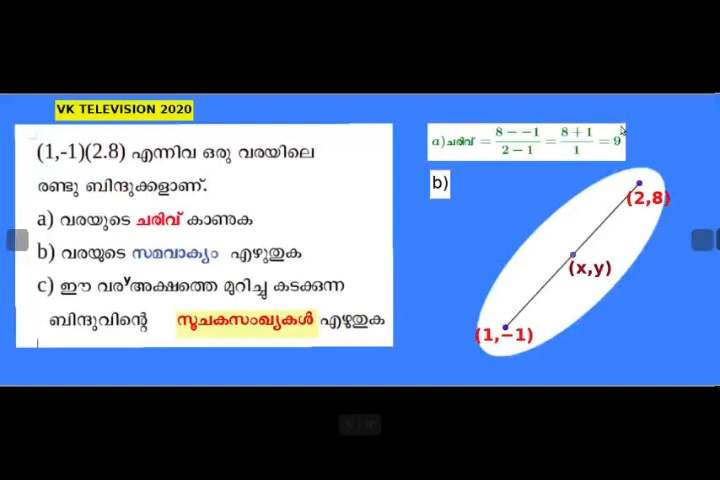 VK TELEVISION 2020
(1,-1)(2.8) എന്നിവ ഒരു വരയിലെ
രണ്ടു ബിന്ദുക്കളാണ്.
a) വരയുടെ ചരിവ് കാണുക
b) വരയുടെ സമവാക്യം എഴുതുക
c) ഈ വര y അക്ഷത്തെ മുറിച്ചു കടക്കുന്ന
ബിന്ദുവിന്റെ സൂചകസംഖ്യകൾ എഴുതുക
a)ചരിവ് = 8 − −1 / 2 − 1 = 8 + 1 / 1 = 9
b)
(2,8)
(x,y)
(1,−1)